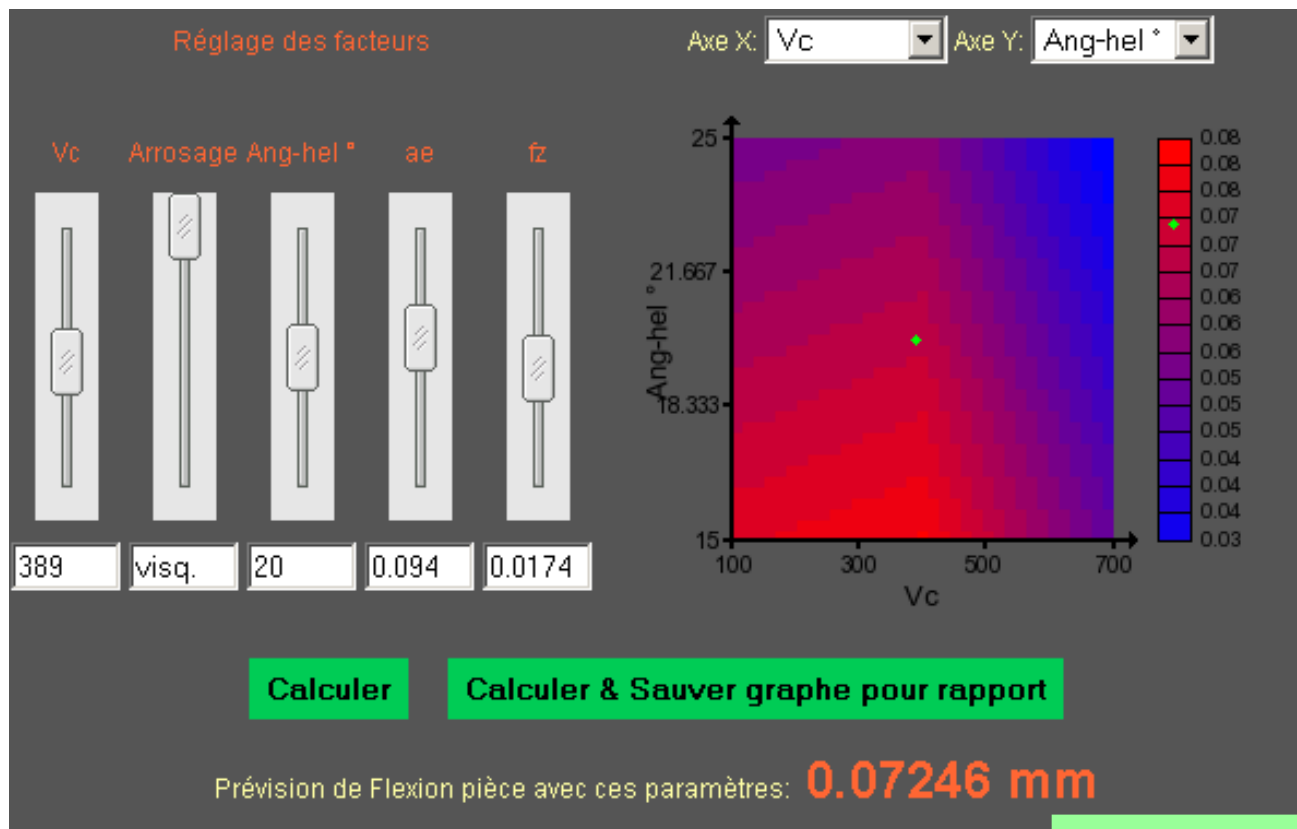 Réglage des facteurs
Axe X: Vc Axe Y: Ang-hel °
Vc Arrosage Ang-hel ° ae fz
389 visq. 20 0.094 0.0174
25
21.667
18.333
15
Ang-hel °
100 300 500 700
Vc
0.08
0.08
0.08
0.07
0.07
0.07
0.06
0.06
0.06
0.05
0.05
0.05
0.04
0.04
0.04
0.03
Calculer Calculer & Sauver graphe pour rapport
Prévision de Flexion pièce avec ces paramètres: 0.07246 mm